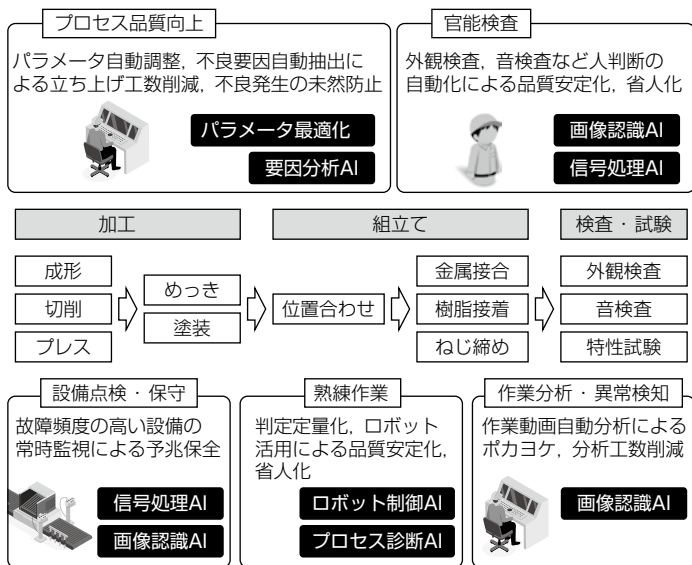 プロセス品質向上
パラメータ自動調整, 不良要因自動抽出に
よる立ち上げ工数削減, 不良発生の未然防止
パラメータ最適化
要因分析AI
官能検査
外観検査, 音検査など人判断の
自動化による品質安定化, 省人化
画像認識AI
信号処理AI
加工
組立て
検査・試験
成形
切削
プレス
めっき
塗装
位置合わせ
金属接合
樹脂接着
ねじ締め
外観検査
音検査
特性試験
設備点検・保守
故障頻度の高い設備の
常時監視による予兆保全
信号処理AI
画像認識AI
熟練作業
判定定量化, ロボット
活用による品質安定化,
省人化
ロボット制御AI
プロセス診断AI
作業分析・異常検知
作業動画自動分析による
ポカヨケ, 分析工数削減
画像認識AI